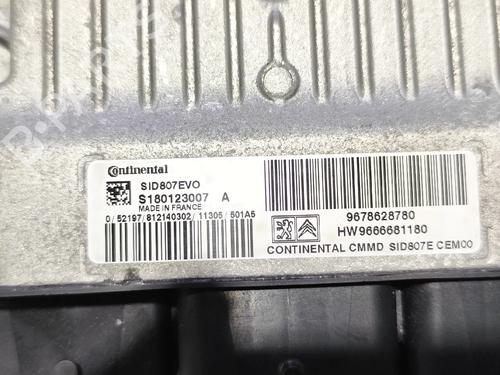 Continental
SID807EVO
S180123007 A
MADE IN FRANCE
0/52197/812140302/11305/501A5
9678628780
HW9666681180
CONTINENTAL CMMD SID807E CEM00